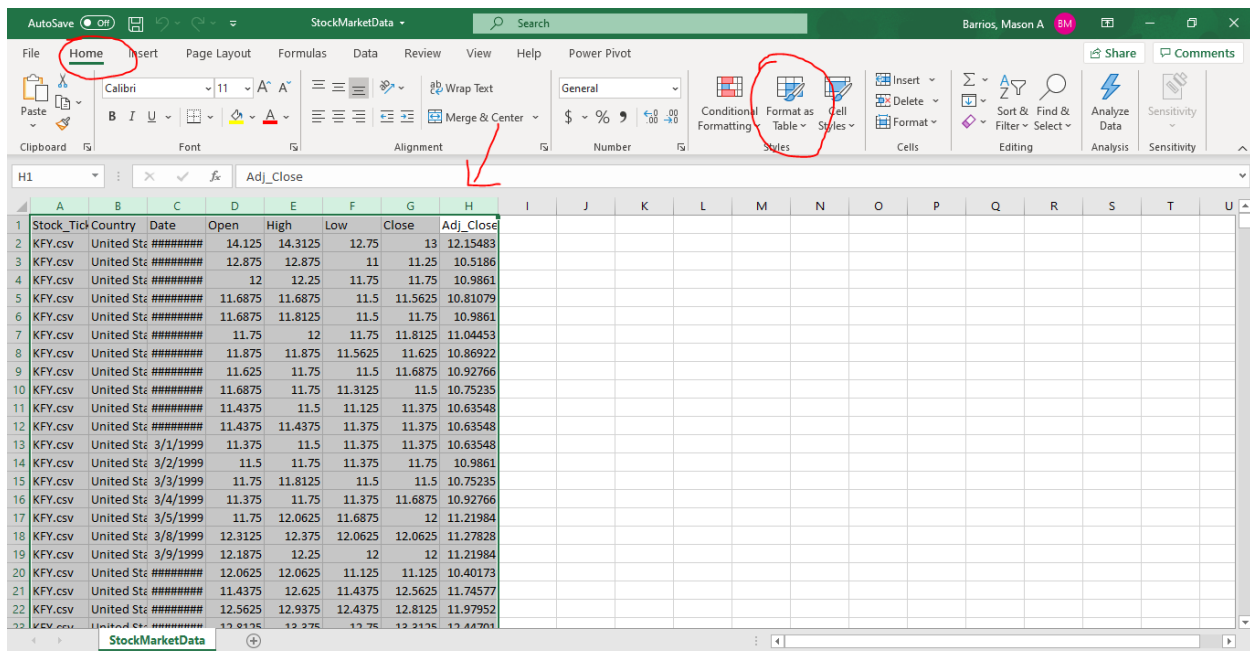 AutoSave Off StockMarketData Search Barrios, Mason A BM
File Home Insert Page Layout Formulas Data Review View Help Power Pivot Share Comments
Paste Calibri 11 A A ab Wrap Text General Conditional Formatting Format as Table Cell Styles Insert Sort & Filter Find & Select Analyze Data Sensitivity
B I U A Merge & Center $ % 9 Delete
Format
Clipboard Font Alignment Number Styles Cells Editing Analysis Sensitivity
H1 fx Adj_Close
A B C D E F G H I J K L M N O P Q R S T U
1 Stock_Tick Country Date Open High Low Close Adj_Close
2 KFY.csv United Sta ######## 14.125 14.3125 12.75 13 12.15483
3 KFY.csv United Sta ######## 12.875 12.875 11 11.25 10.5186
4 KFY.csv United Sta ######## 12 12.25 11.75 11.75 10.9861
5 KFY.csv United Sta ######## 11.6875 11.6875 11.5 11.5625 10.81079
6 KFY.csv United Sta ######## 11.6875 11.8125 11.5 11.75 10.9861
7 KFY.csv United Sta ######## 11.75 12 11.75 11.8125 11.04453
8 KFY.csv United Sta ######## 11.875 11.875 11.5625 11.625 10.86922
9 KFY.csv United Sta ######## 11.625 11.75 11.5 11.6875 10.92766
10 KFY.csv United Sta ######## 11.6875 11.75 11.3125 11.5 10.75235
11 KFY.csv United Sta ######## 11.4375 11.5 11.125 11.375 10.63548
12 KFY.csv United Sta ######## 11.4375 11.4375 11.375 11.375 10.63548
13 KFY.csv United Sta 3/1/1999 11.375 11.5 11.375 11.375 10.63548
14 KFY.csv United Sta 3/2/1999 11.5 11.75 11.375 11.75 10.9861
15 KFY.csv United Sta 3/3/1999 11.75 11.8125 11.5 11.5 10.75235
16 KFY.csv United Sta 3/4/1999 11.375 11.75 11.375 11.6875 10.92766
17 KFY.csv United Sta 3/5/1999 11.75 12.0625 11.6875 12 11.21984
18 KFY.csv United Sta 3/8/1999 12.3125 12.375 12.0625 12.0625 11.27828
19 KFY.csv United Sta 3/9/1999 12.1875 12.25 12 12 11.21984
20 KFY.csv United Sta ######## 12.0625 12.0625 11.125 11.125 10.40173
21 KFY.csv United Sta ######## 11.4375 12.625 11.4375 12.5625 11.74577
22 KFY.csv United Sta ######## 12.5625 12.9375 12.4375 12.8125 11.97952
23 KFY.csv United Sta ######## 12.8125 13.375 12.75 13.3125 12.44701
StockMarketData